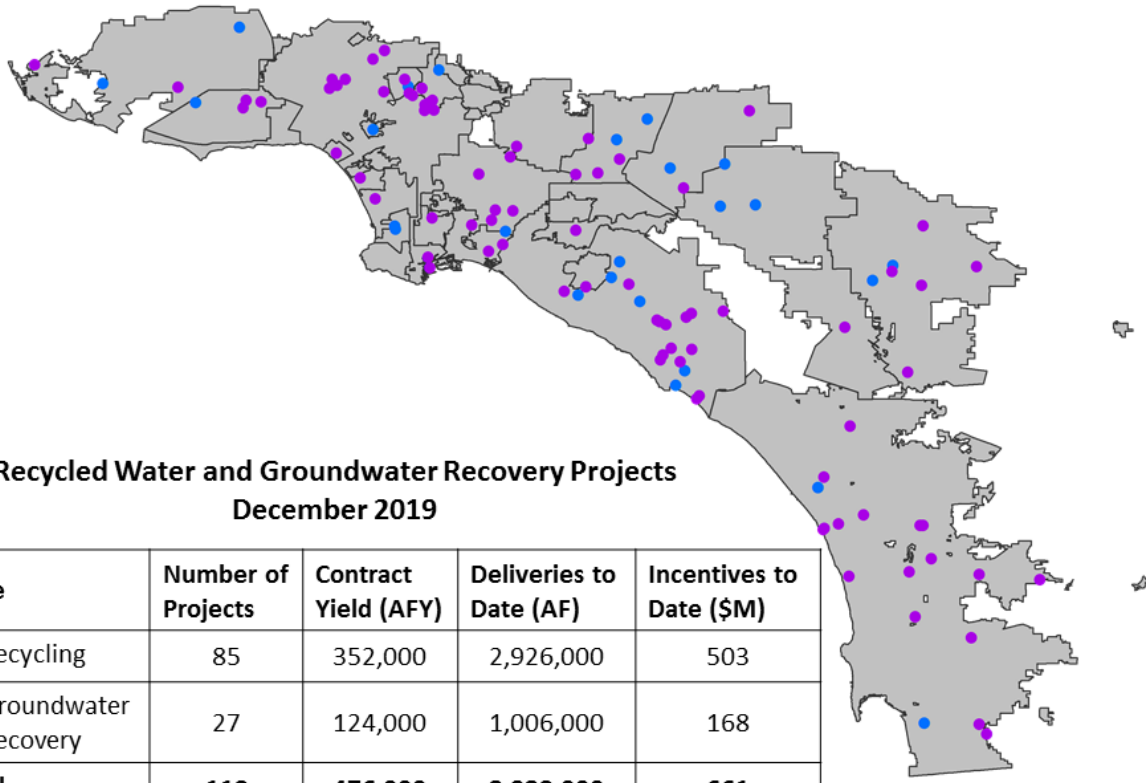 Recycled Water and Groundwater Recovery Projects
December 2019
Number of Projects
Contract Yield (AFY)
Deliveries to Date (AF)
Incentives to Date ($M)
ecycling 85 352,000 2,926,000 503
roundwater
ecovery 27 124,000 1,006,000 168